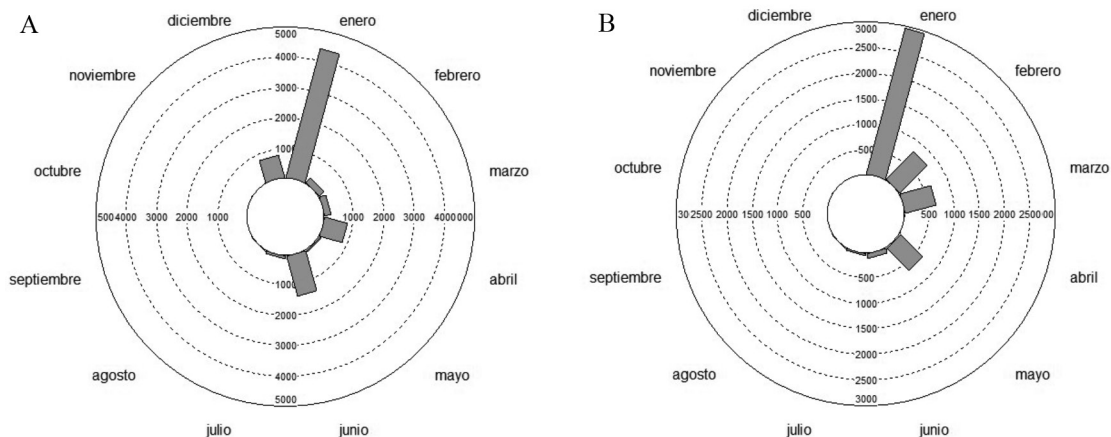 A
diciembre
enero
noviembre
febrero
octubre
marzo
septiembre
abril
agosto
mayo
julio
junio
5000
4000
3000
2000
1000
500 4000 3000 2000 1000
1000 2000 3000 4000 000
1000
2000
3000
4000
5000
B
diciembre
enero
noviembre
febrero
octubre
marzo
septiembre
abril
agosto
mayo
julio
junio
3000
2500
2000
1500
1000
500
30 2500 2000 1500 1000 500
500 1000 1500 2000 2500 00
500
1000
1500
2000
2500
3000